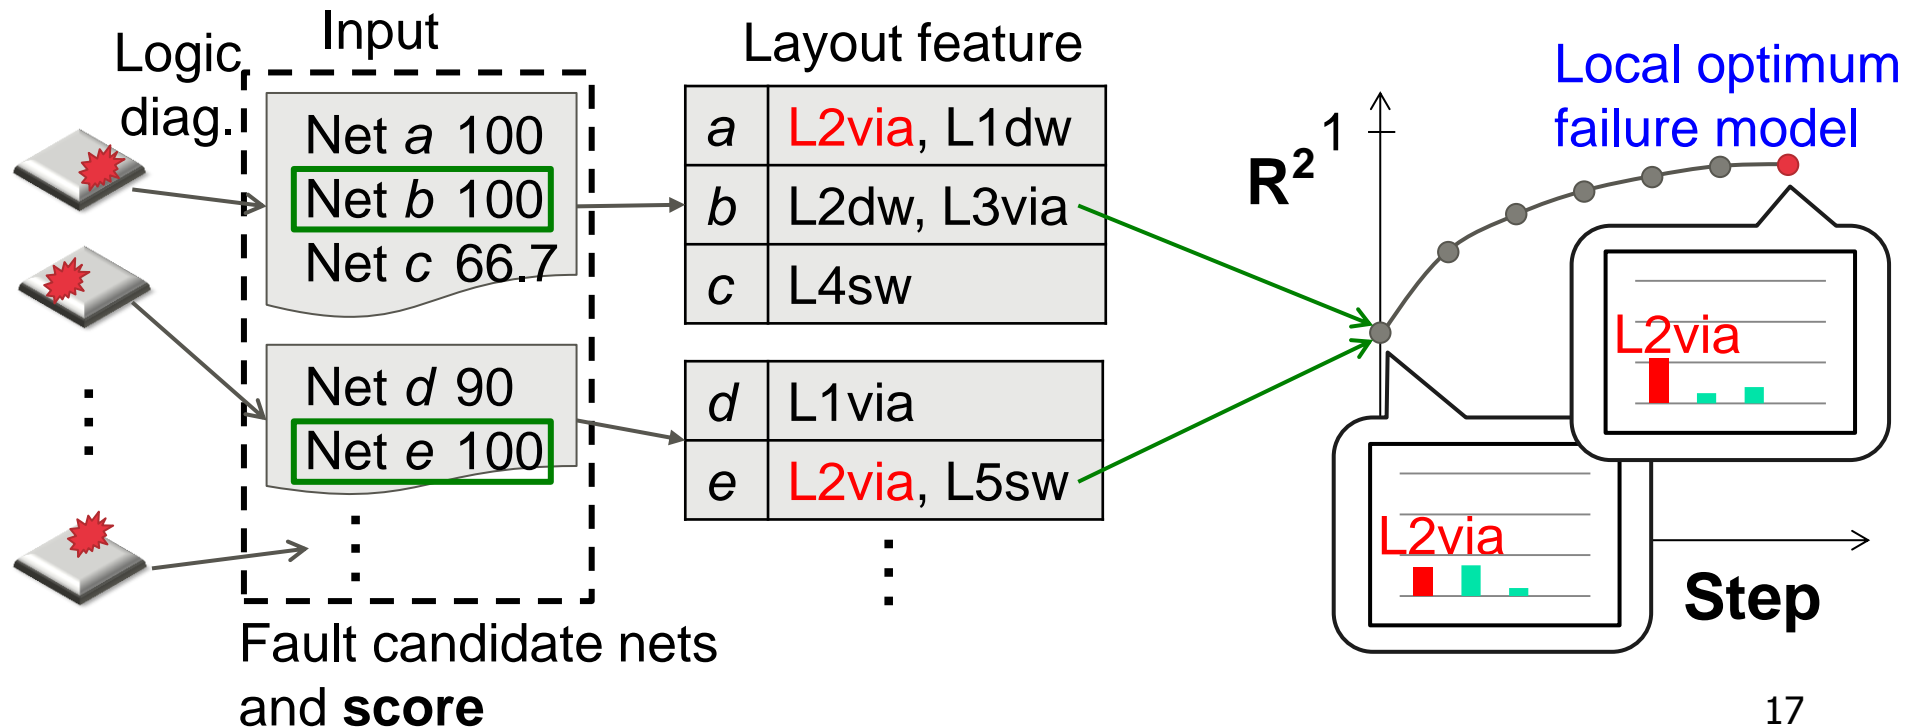 Logic
diag.
Input
Net a 100
Net b 100
Net c 66.7
Net d 90
Net e 100
Fault candidate nets
and score
Layout feature
a L2via, L1dw
b L2dw, L3via
c L4sw
d L1via
e L2via, L5sw
Local optimum
failure model
R² 1
L2via
L2via
Step
17